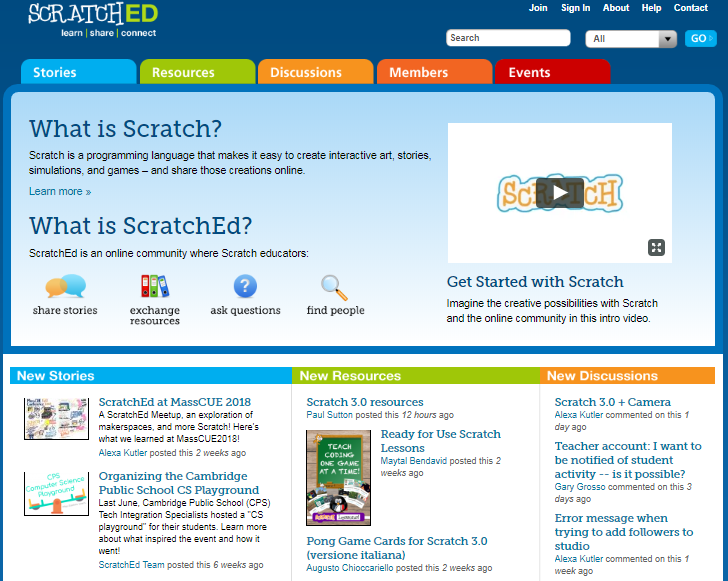 SCRATCHED
learn | share | connect
Join Sign In About Help Contact
Search All GO
Stories Resources Discussions Members Events
What is Scratch?
Scratch is a programming language that makes it easy to create interactive art, stories,
simulations, and games – and share those creations online.
Learn more »
What is ScratchEd?
ScratchEd is an online community where Scratch educators:
share stories
exchange
resources
ask questions
find people
SCRATCH
Get Started with Scratch
Imagine the creative possibilities with Scratch
and the online community in this intro video.
New Stories
ScratchEd at MassCUE 2018
A ScratchEd Meetup, an exploration of
makerspaces, and more Scratch! Here's
what we learned at MassCUE2018!
Alexa Kutler posted this 2 weeks ago
CPS
Computer Science
Playground
Organizing the Cambridge
Public School CS Playground
Last June, Cambridge Public School (CPS)
Tech Integration Specialists hosted a "CS
playground" for their students. Learn more
about what inspired the event and how it
went!
ScratchEd Team posted this 6 weeks ago
New Resources
Scratch 3.0 resources
Paul Sutton posted this 12 hours ago
TEACH
CODING
ONE GAME
AT A TIME!
Ready for Use Scratch
Lessons
Maytal Bendavid posted this 2
weeks ago
Pong Game Cards for Scratch 3.0
(versione italiana)
Augusto Chioccariello posted this 2 weeks ago
New Discussions
Scratch 3.0 + Camera
Alexa Kutler commented on this 1
day ago
Teacher account: I want to
be notified of student
activity -- is it possible?
Gary Grosso commented on this 3
days ago
Error message when
trying to add followers to
studio
Alexa Kutler commented on this 1
week ago